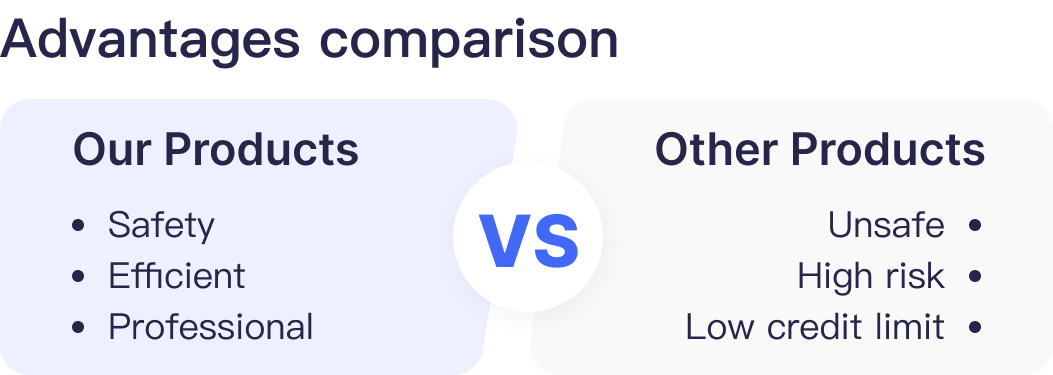 Advantages comparison
Our Products
Safety
Efficient
Professional
VS
Other Products
Unsafe
High risk
Low credit limit